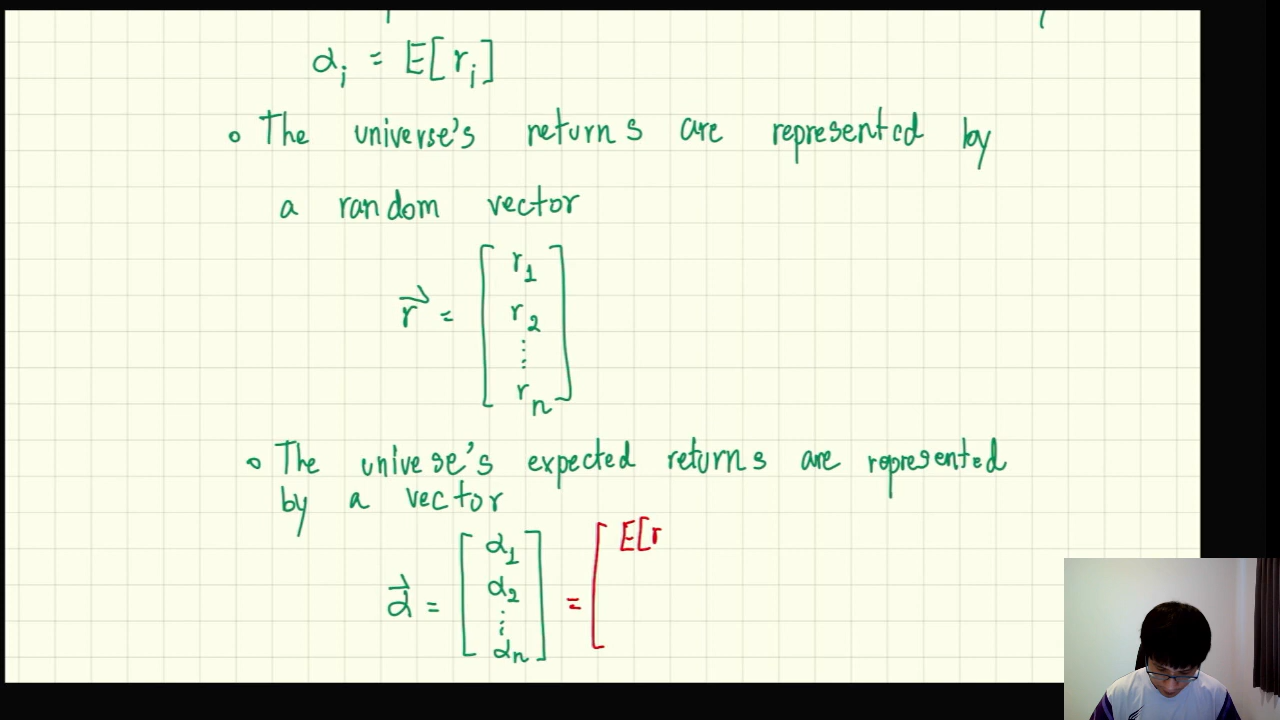 αᵢ = E[rᵢ]
∘ The universe's returns are represented by
a random vector
r⃗ = [ r₁
r₂
⋮
rₙ ]
∘ The univese's expected returns are represented
by a vector
α⃗ = [ α₁
α₂
⋮
αₙ ] = [ E[r